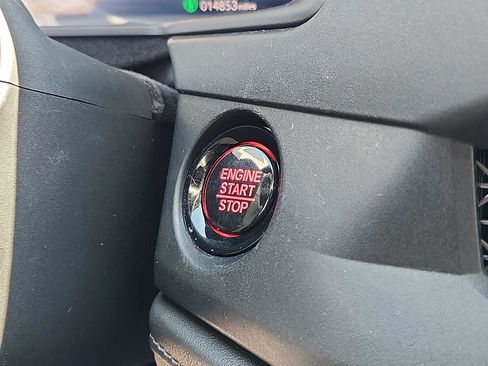 014853 miles
ENGINE
START
STOP